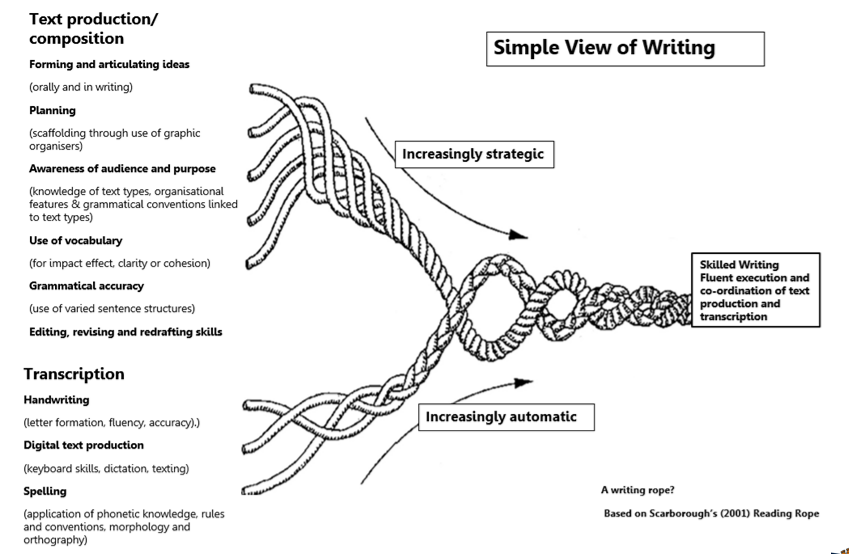 Text production/
composition
Forming and articulating ideas
(orally and in writing)
Planning
(scaffolding through use of graphic
organisers)
Awareness of audience and purpose
(knowledge of text types, organisational
features & grammatical conventions linked
to text types)
Use of vocabulary
(for impact effect, clarity or cohesion)
Grammatical accuracy
(use of varied sentence structures)
Editing, revising and redrafting skills
Transcription
Handwriting
(letter formation, fluency, accuracy).)
Digital text production
(keyboard skills, dictation, texting)
Spelling
(application of phonetic knowledge, rules
and conventions, morphology and
orthography)
Simple View of Writing
Increasingly strategic
Skilled Writing
Fluent execution and
co-ordination of text
production and
transcription
Increasingly automatic
A writing rope?
Based on Scarborough's (2001) Reading Rope